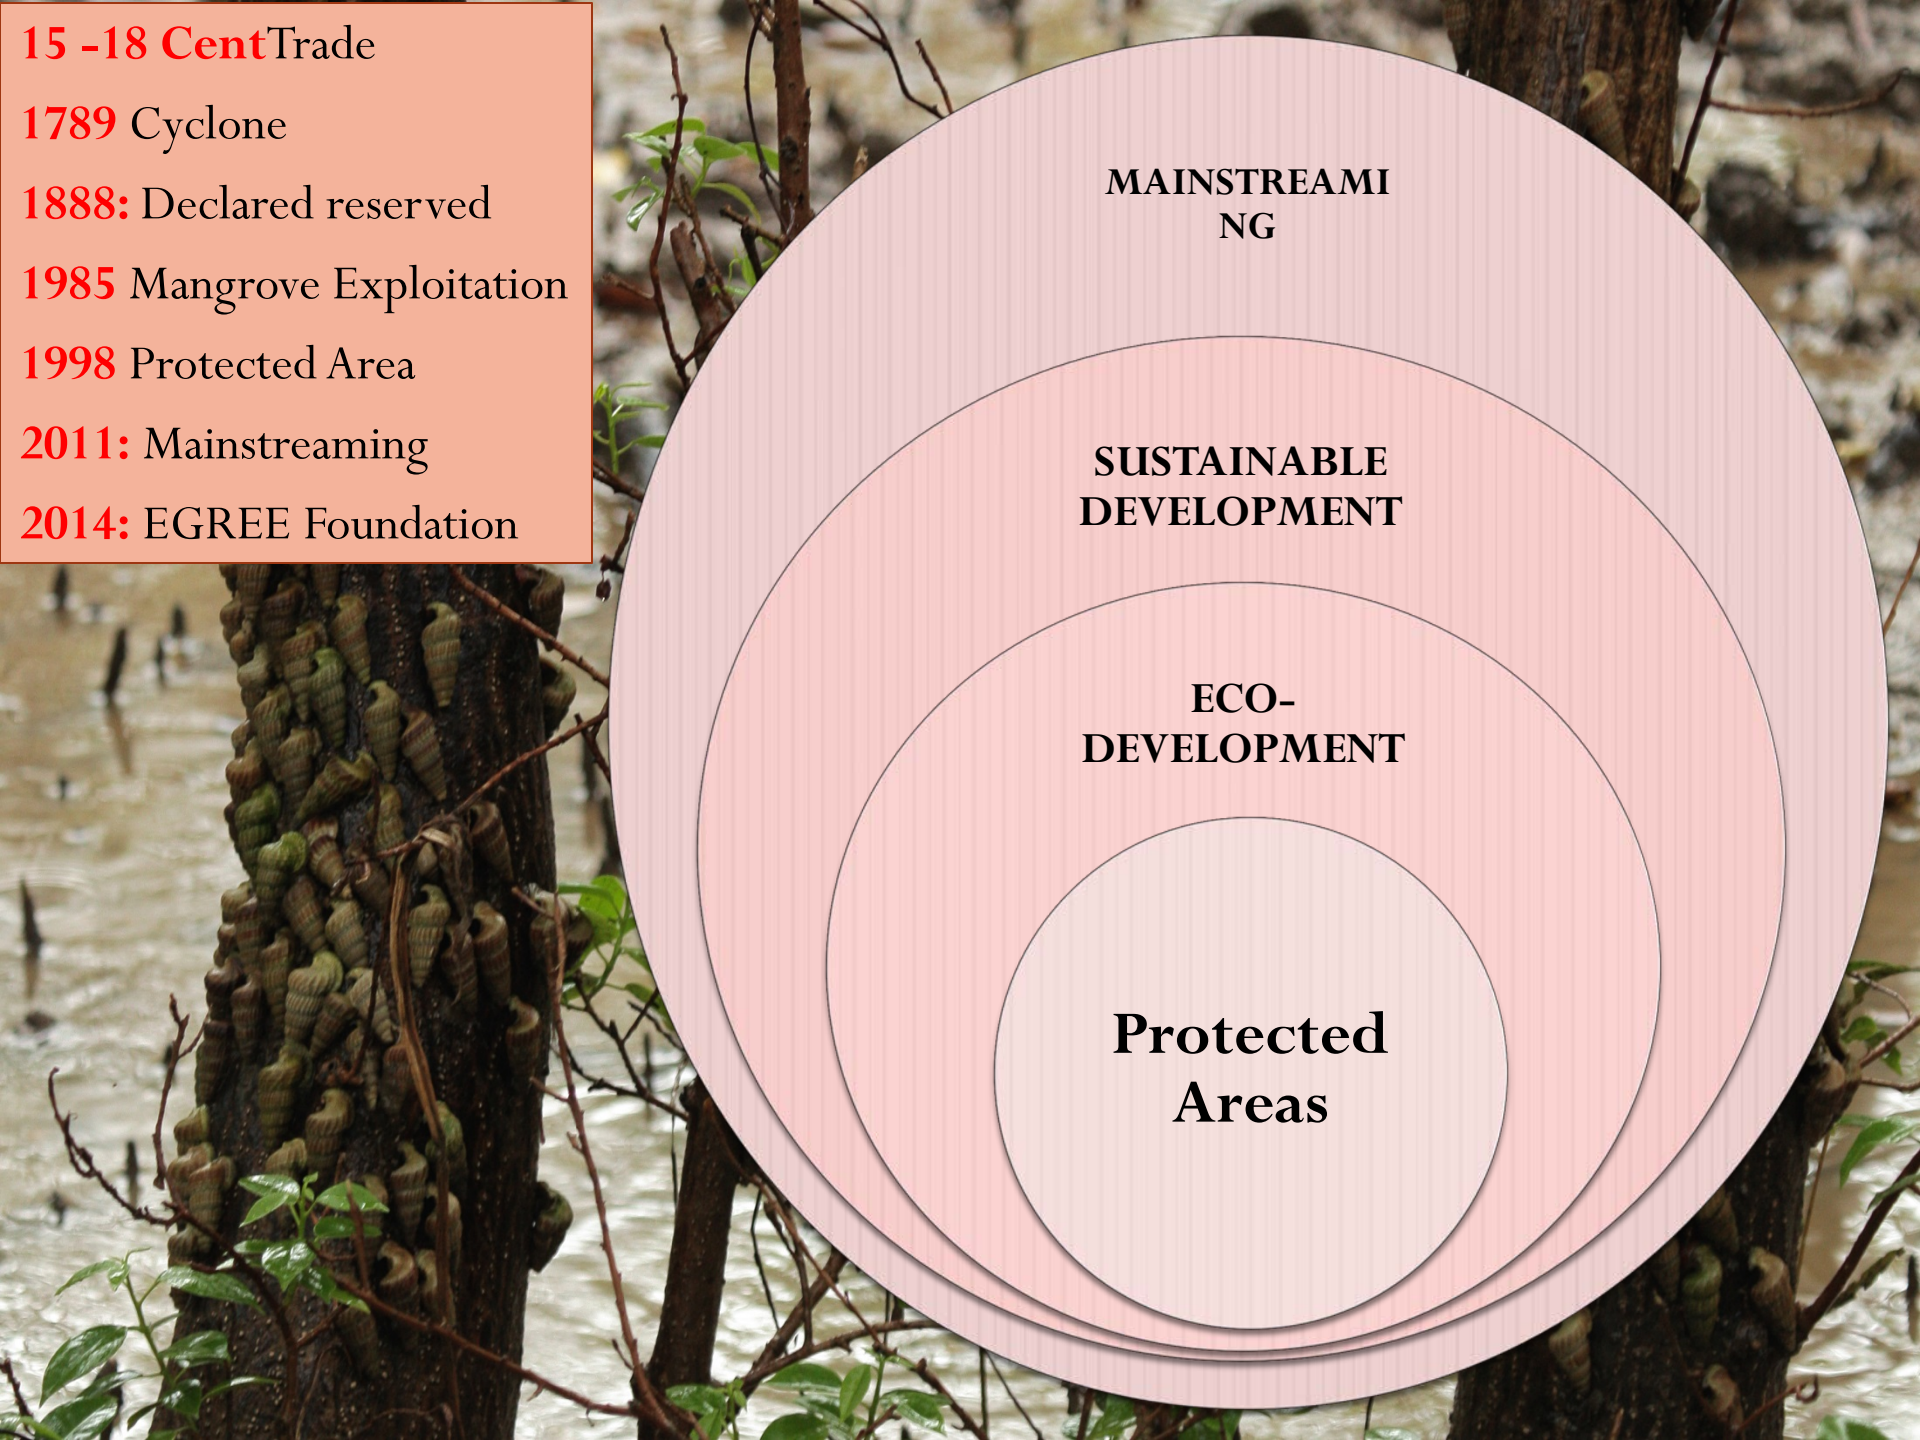 15 -18 CentTrade
1789 Cyclone
1888: Declared reserved
1985 Mangrove Exploitation
1998 Protected Area
2011: Mainstreaming
2014: EGREE Foundation
MAINSTREAMI
NG
SUSTAINABLE
DEVELOPMENT
ECO-
DEVELOPMENT
Protected
Areas